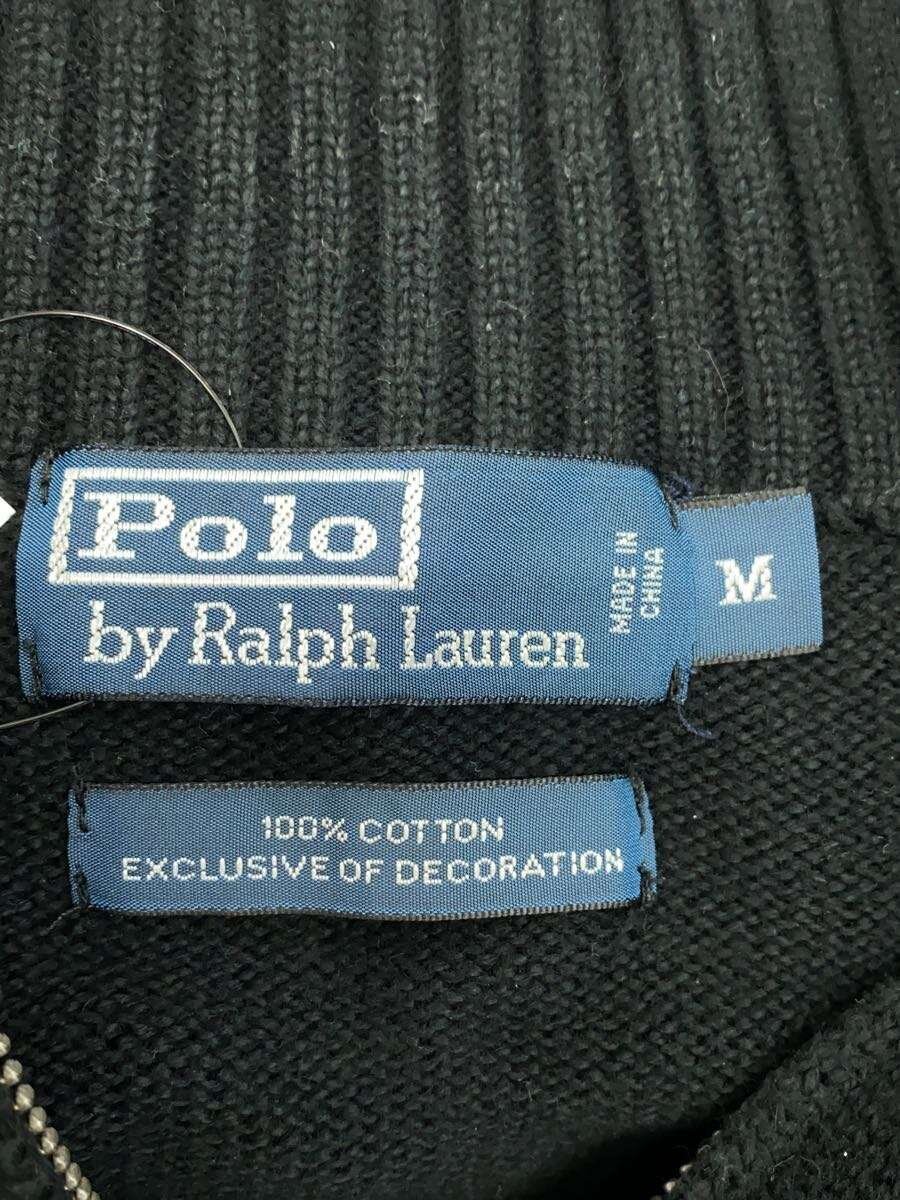 Polo
by Ralph Lauren
MADE IN
CHINA
M
100% COTTON
EXCLUSIVE OF DECORATION